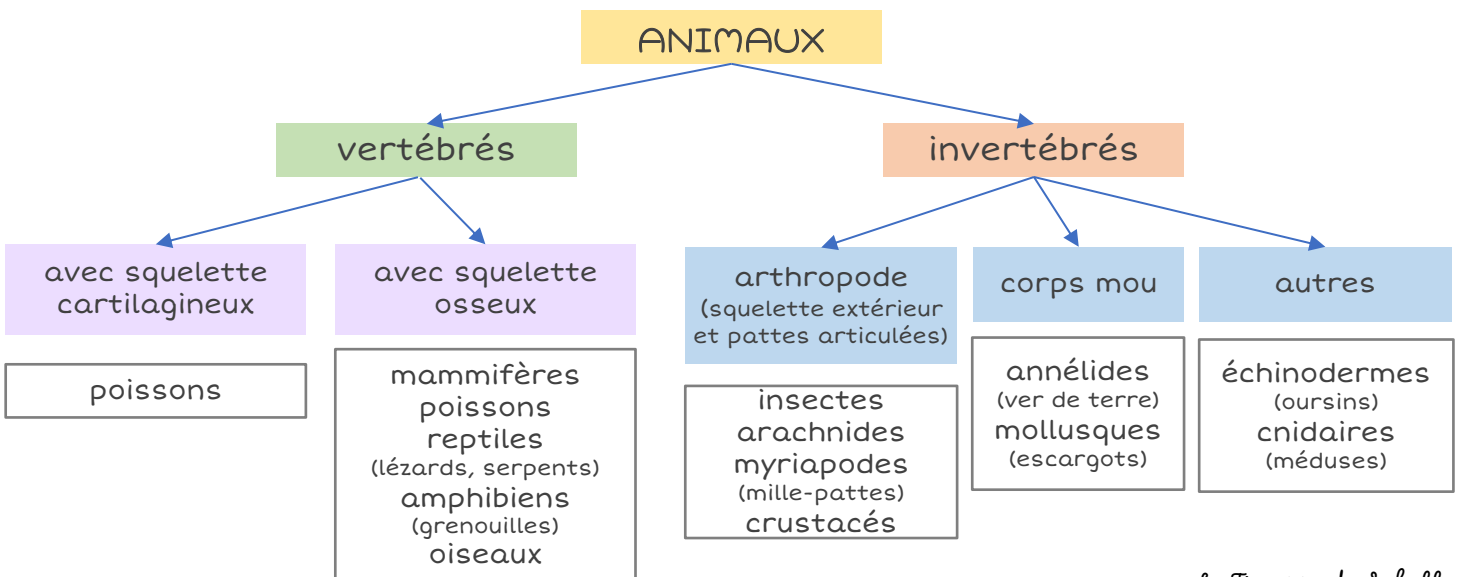 ANIMAUX
vertébrés
invertébrés
avec squelette
cartilagineux
avec squelette
osseux
arthropode
(squelette extérieur
et pattes articulées)
corps mou
autres
poissons
mammifères
poissons
reptiles
(lézards, serpents)
amphibiens
(grenouilles)
oiseaux
insectes
arachnides
myriapodes
(mille-pattes)
crustacés
annélides
(ver de terre)
mollusques
(escargots)
échinodermes
(oursins)
cnidaires
(méduses)